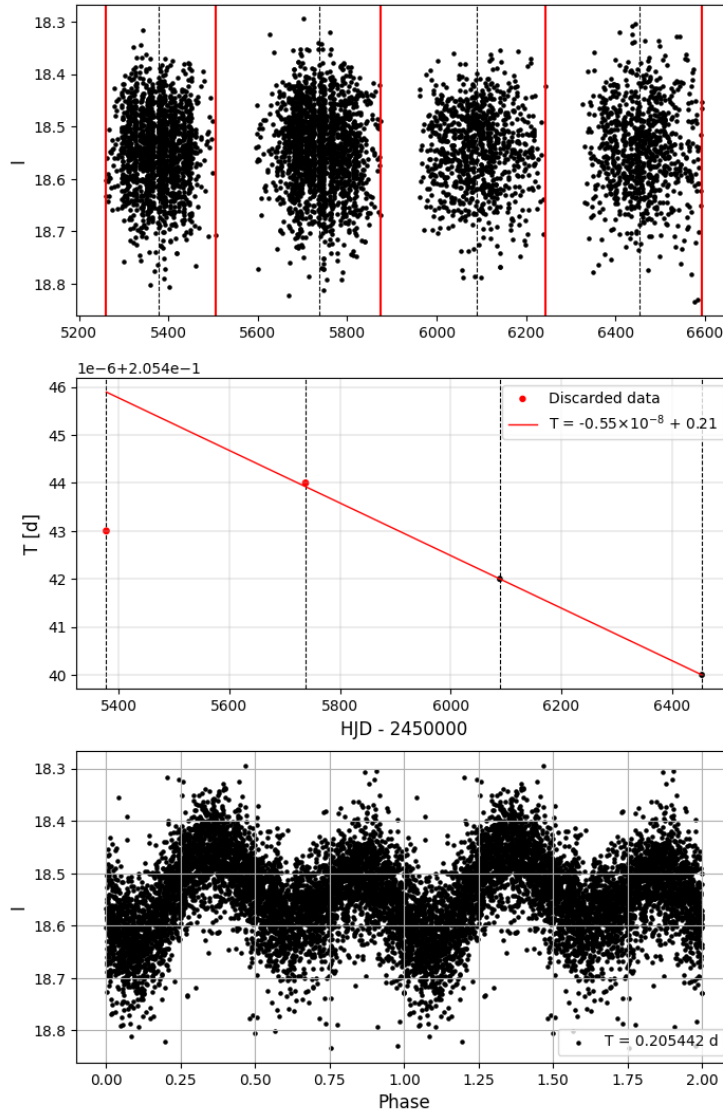 18.3
18.4
18.5
18.6
18.7
18.8
I
5200 5400 5600 5800 6000 6200 6400 6600
1e-6+2.054e-1
46
45
44
43
42
41
40
T [d]
Discarded data
T = -0.55×10⁻⁸ + 0.21
5400 5600 5800 6000 6200 6400
HJD - 2450000
18.3
18.4
18.5
18.6
18.7
18.8
I
T = 0.205442 d
0.00 0.25 0.50 0.75 1.00 1.25 1.50 1.75 2.00
Phase